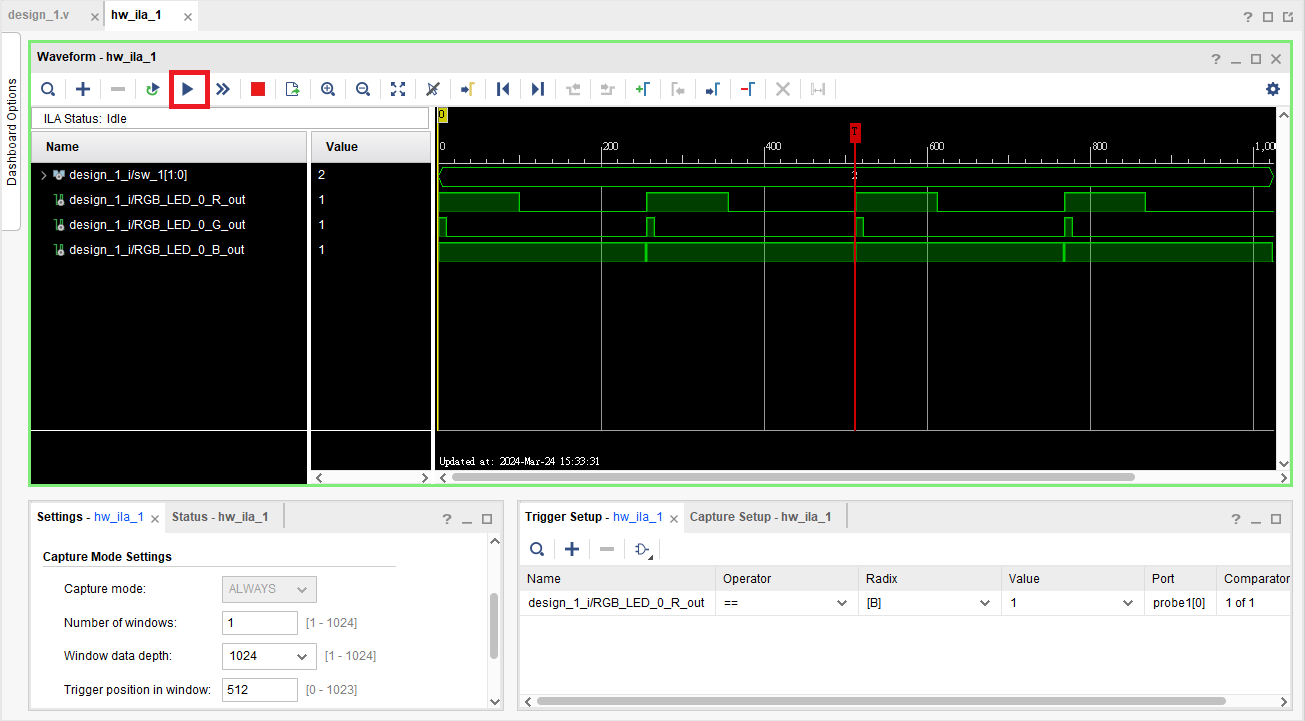 design_1.v
hw_ila_1
Dashboard Options
Waveform - hw_ila_1
ILA Status: Idle
Name Value
design_1_i/sw_1[1:0] 2
design_1_i/RGB_LED_0_R_out 1
design_1_i/RGB_LED_0_G_out 1
design_1_i/RGB_LED_0_B_out 1
0
T
0 200 400 600 800 1,00
2
Updated at: 2024-Mar-24 15:33:31
Settings - hw_ila_1 Status - hw_ila_1
Capture Mode Settings
Capture mode: ALWAYS
Number of windows: 1 [1 - 1024]
Window data depth: 1024 [1 - 1024]
Trigger position in window: 512 [0 - 1023]
Trigger Setup - hw_ila_1 Capture Setup - hw_ila_1
Name Operator Radix Value Port Comparator
design_1_i/RGB_LED_0_R_out == [B] 1 probe1[0] 1 of 1